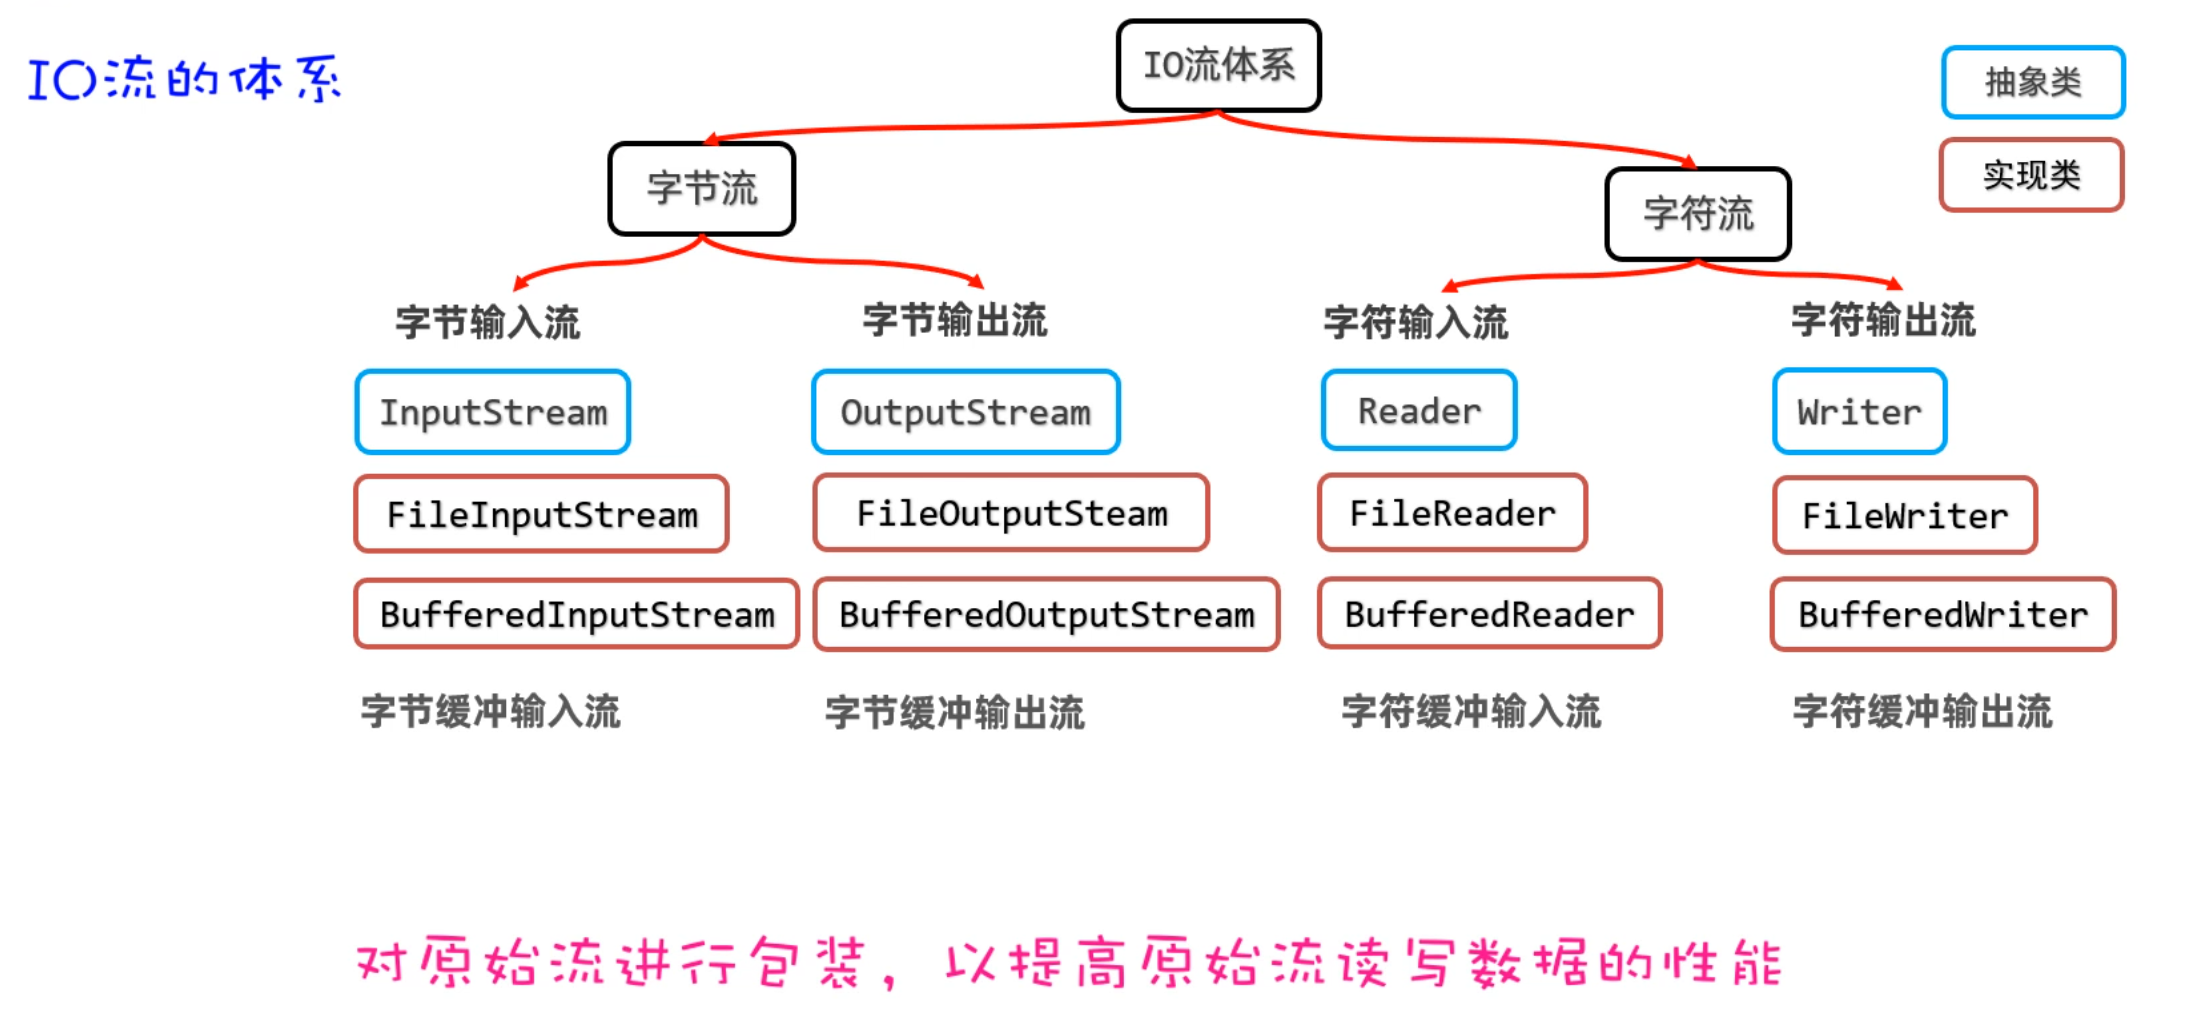 IO流的体系
IO流体系
抽象类
实现类
字节流
字符流
字节输入流
字节输出流
字符输入流
字符输出流
InputStream
OutputStream
Reader
Writer
FileInputStream
FileOutputSteam
FileReader
FileWriter
BufferedInputStream
BufferedOutputStream
BufferedReader
BufferedWriter
字节缓冲输入流
字节缓冲输出流
字符缓冲输入流
字符缓冲输出流
对原始流进行包装，以提高原始流读写数据的性能